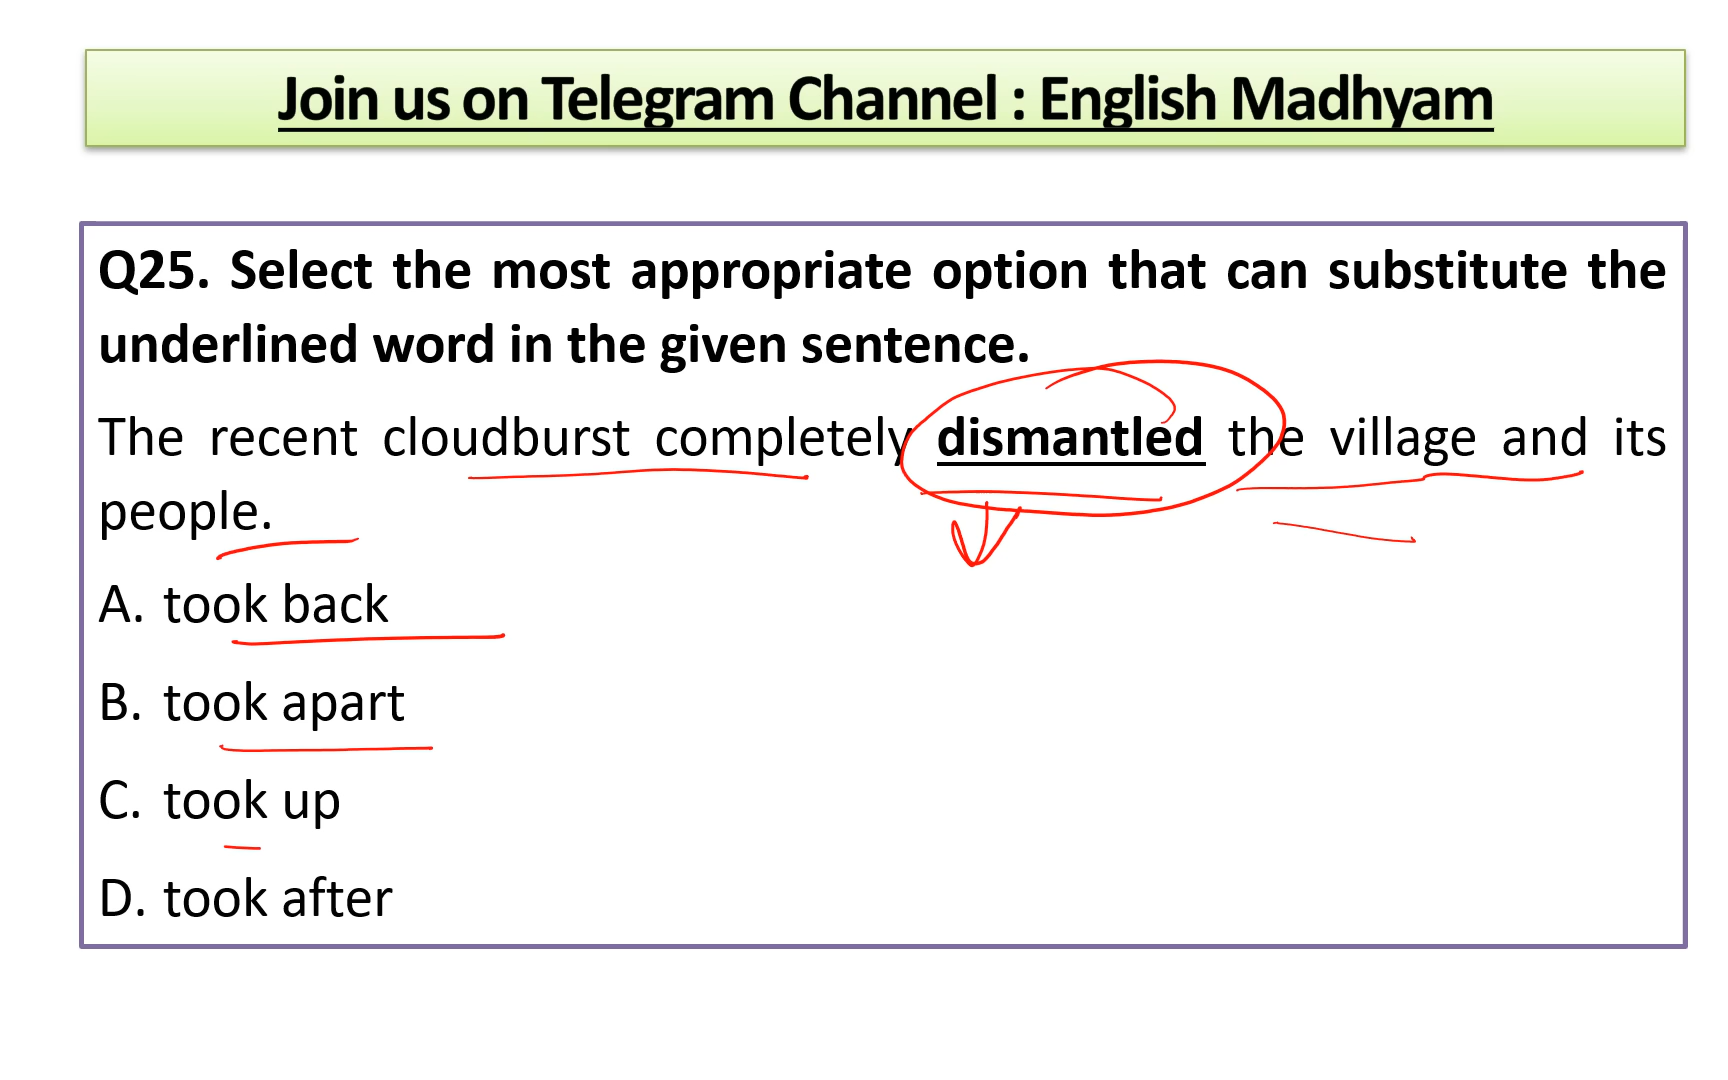 Join us on Telegram Channel : English Madhyam
Q25. Select the most appropriate option that can substitute the
underlined word in the given sentence.
The recent cloudburst completely dismantled the village and its
people.
A. took back
B. took apart
C. took up
D. took after